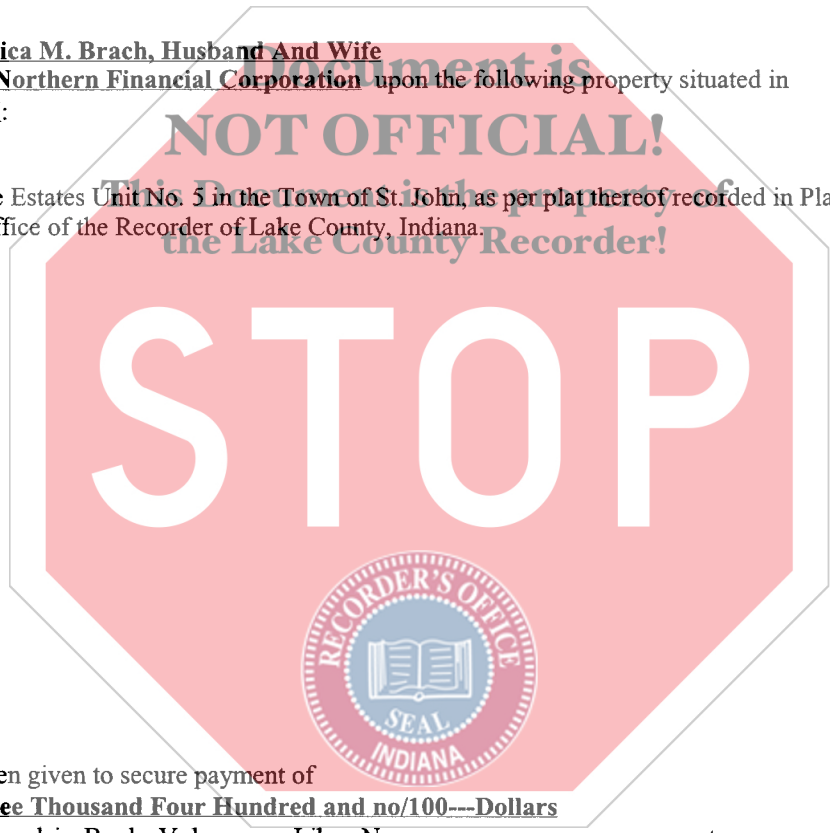 ica M. Brach, Husband And Wife
Document is
Northern Financial Corporation upon the following property situated in
:
NOT OFFICIAL!
This Document is the property of
e Estates Unit No. 5 in the Town of St. John, as per plat thereof recorded in Pla
ffice of the Recorder of Lake County, Indiana.
the Lake County Recorder!
STOP
RECORDER'S OFFICE
SEAL
INDIANA
en given to secure payment of
ee Thousand Four Hundred and no/100---Dollars